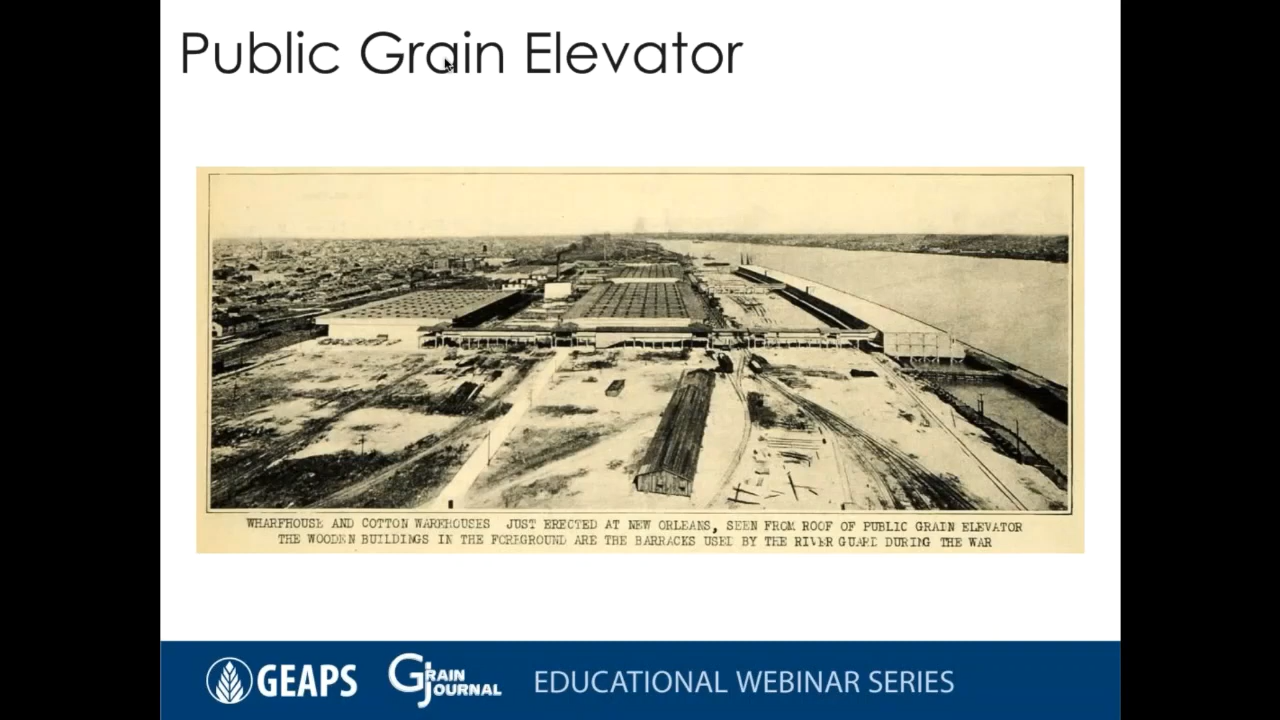 Public Grain Elevator
WHARFHOUSE AND COTTON WAREHOUSES JUST ERECTED AT NEW ORLEANS, SEEN FROM ROOF OF PUBLIC GRAIN ELEVATOR
THE WOODEN BUILDINGS IN THE FOREGROUND ARE THE BARRACKS USED BY THE RIVER GUARD DURING THE WAR
GEAPS GRAIN JOURNAL EDUCATIONAL WEBINAR SERIES